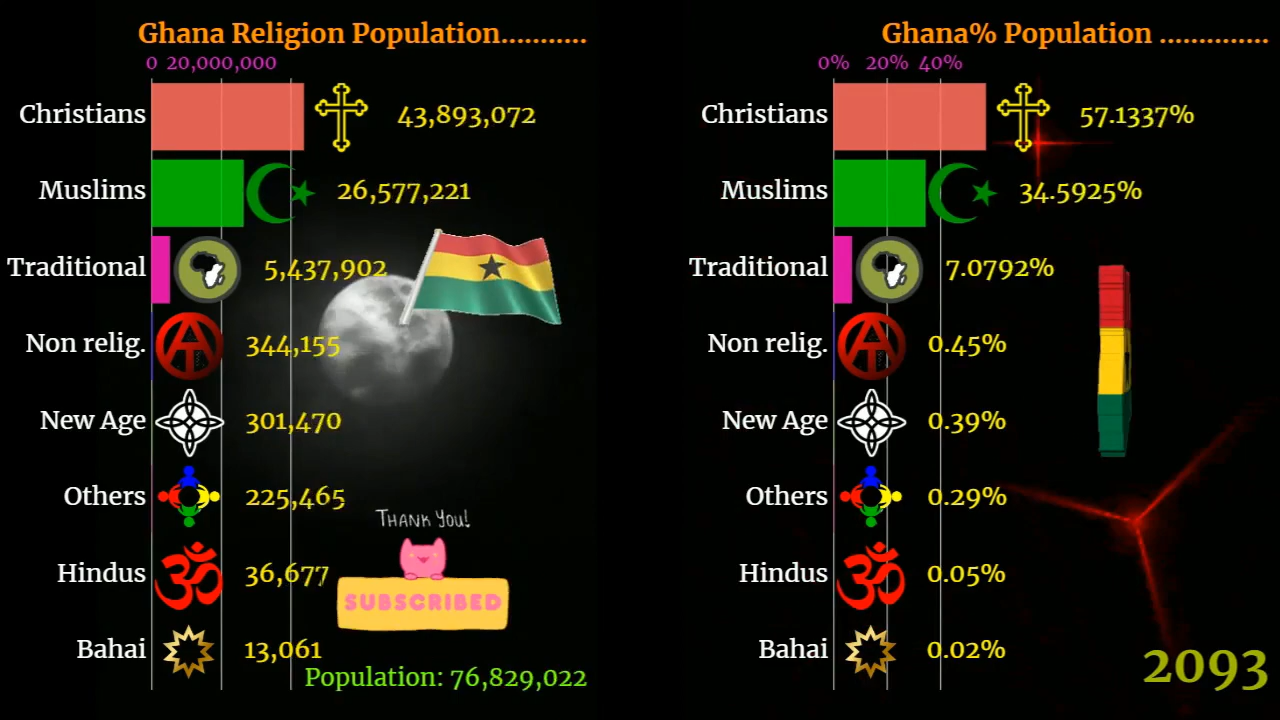 Ghana Religion Population...........
0 20,000,000
Christians 43,893,072
Muslims 26,577,221
Traditional 5,437,902
Non relig. 344,155
New Age 301,470
Others 225,465
THANK YOU!
Hindus 36,677
SUBSCRIBED
Bahai 13,061
Population: 76,829,022
Ghana% Population ..............
0% 20% 40%
Christians 57.1337%
Muslims 34.5925%
Traditional 7.0792%
Non relig. 0.45%
New Age 0.39%
Others 0.29%
Hindus 0.05%
Bahai 0.02%
2093